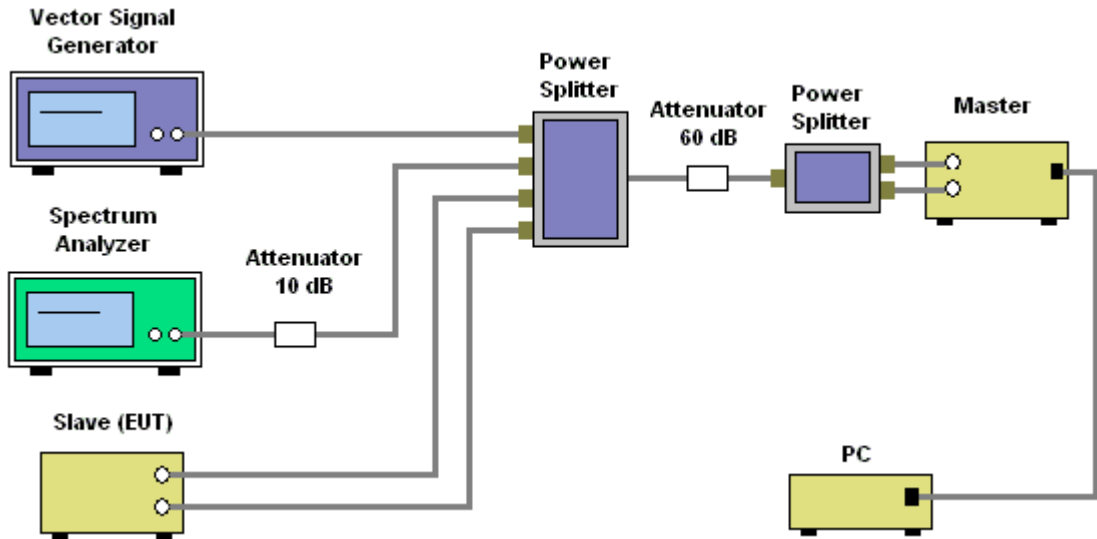 Vector Signal
Generator
Power
Splitter
Attenuator
60 dB
Power
Splitter
Master
Spectrum
Analyzer
Attenuator
10 dB
Slave (EUT)
PC